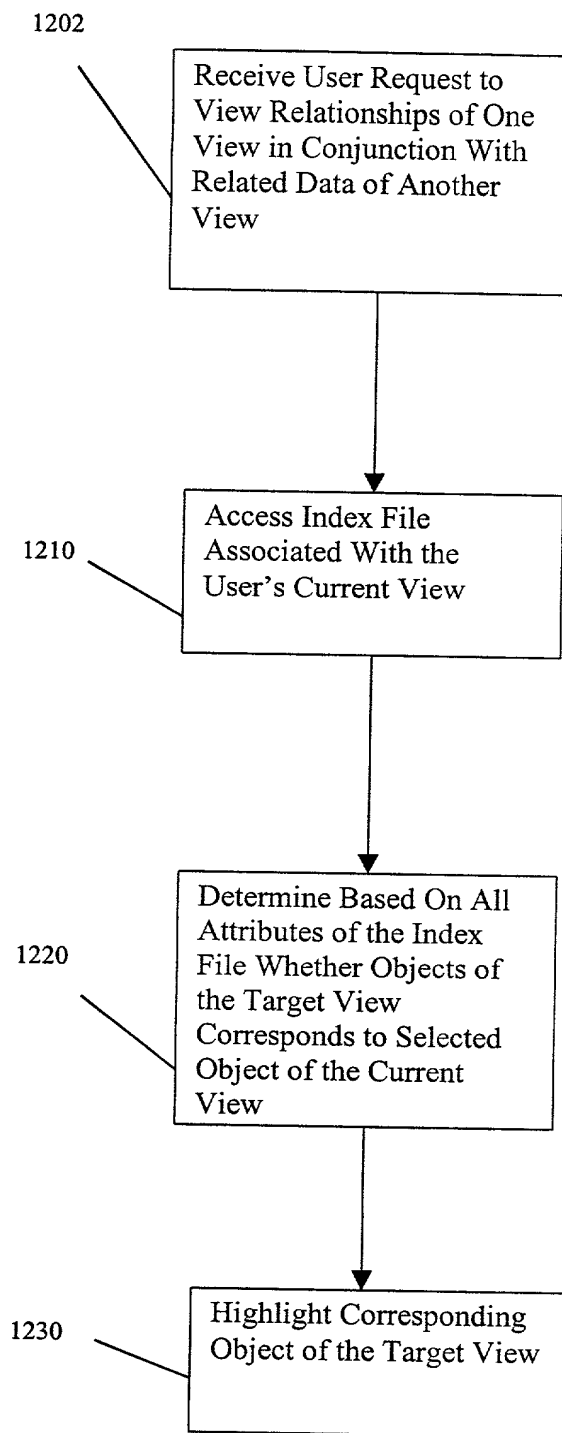 1202
Receive User Request to
View Relationships of One
View in Conjunction With
Related Data of Another
View
1210
Access Index File
Associated With the
User's Current View
1220
Determine Based On All
Attributes of the Index
File Whether Objects of
the Target View
Corresponds to Selected
Object of the Current
View
1230
Highlight Corresponding
Object of the Target View